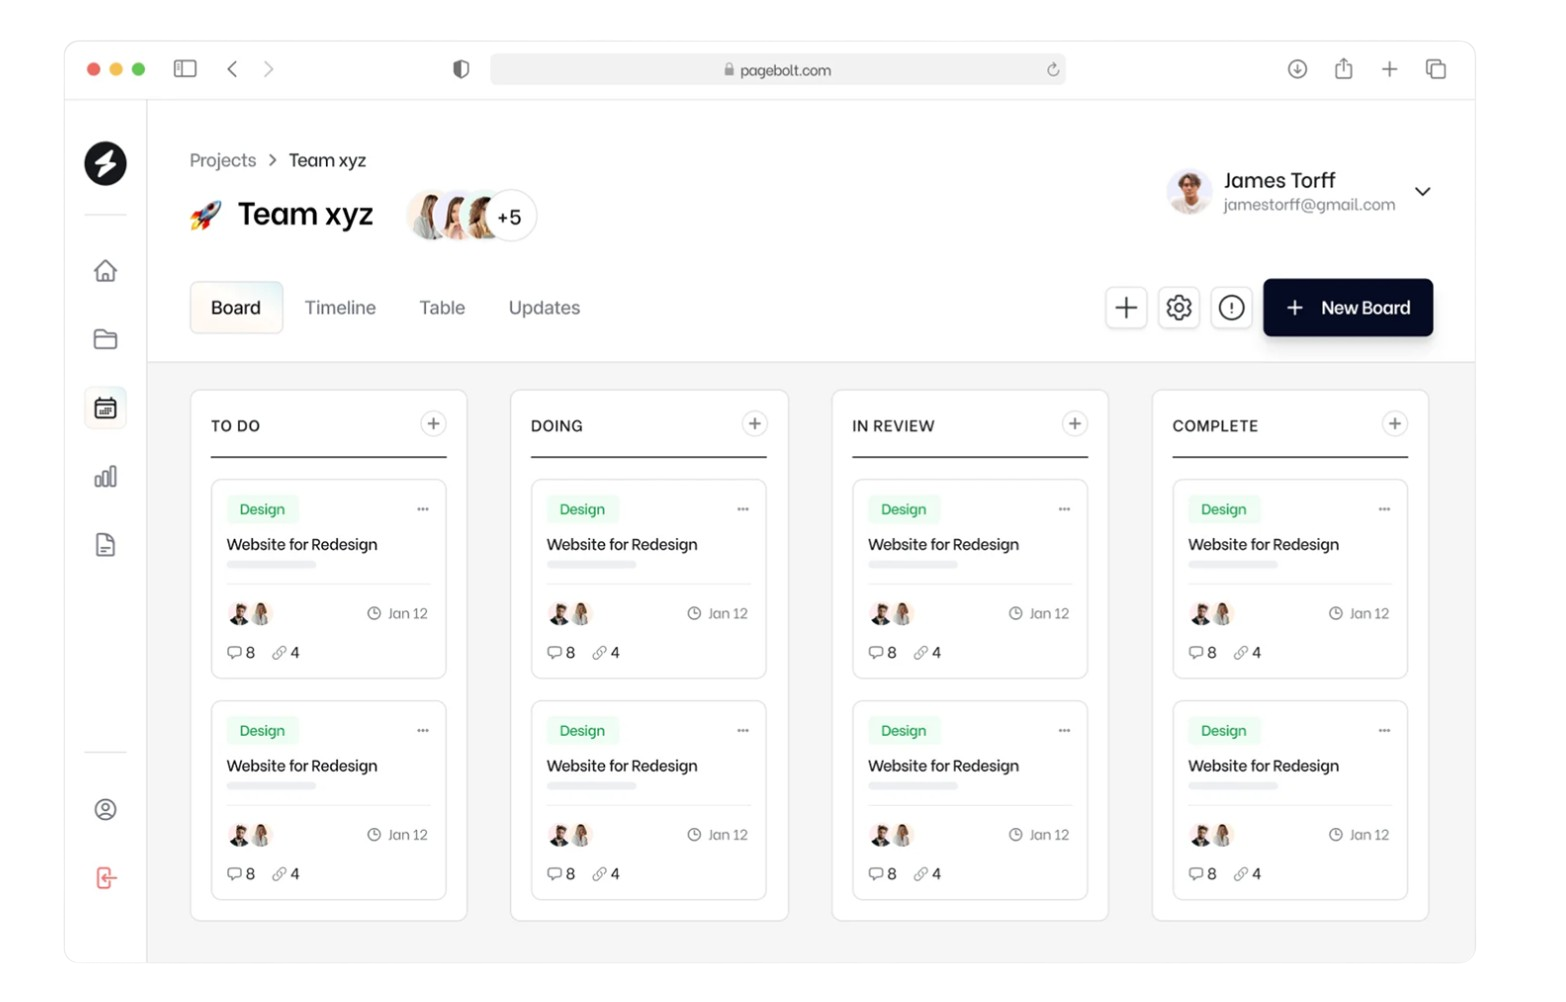 pagebolt.com
Projects > Team xyz
Team xyz +5
James Torff
jamestorff@gmail.com
Board Timeline Table Updates
New Board
TO DO
Design
Website for Redesign
Jan 12
8 4
Design
Website for Redesign
Jan 12
8 4
DOING
Design
Website for Redesign
Jan 12
8 4
Design
Website for Redesign
Jan 12
8 4
IN REVIEW
Design
Website for Redesign
Jan 12
8 4
Design
Website for Redesign
Jan 12
8 4
COMPLETE
Design
Website for Redesign
Jan 12
8 4
Design
Website for Redesign
Jan 12
8 4